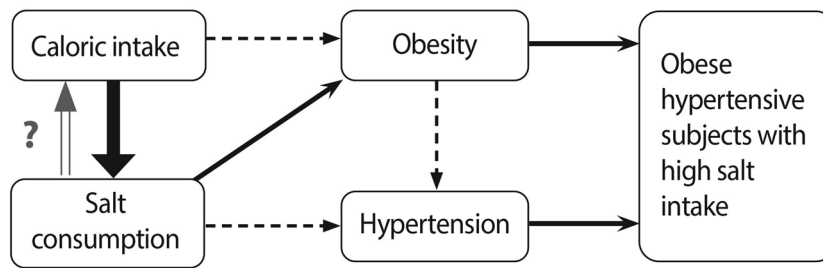 Caloric intake
Obesity
Obese
hypertensive
subjects with
high salt
intake
?
Salt
consumption
Hypertension